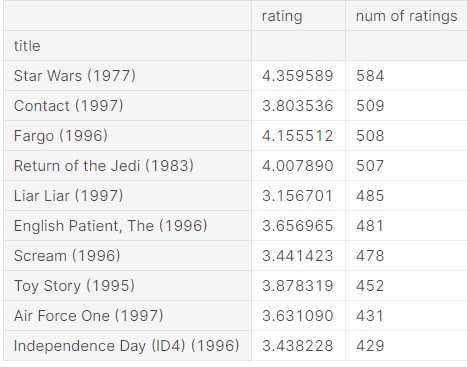 rating num of ratings
title
Star Wars (1977) 4.359589 584
Contact (1997) 3.803536 509
Fargo (1996) 4.155512 508
Return of the Jedi (1983) 4.007890 507
Liar Liar (1997) 3.156701 485
English Patient, The (1996) 3.656965 481
Scream (1996) 3.441423 478
Toy Story (1995) 3.878319 452
Air Force One (1997) 3.631090 431
Independence Day (ID4) (1996) 3.438228 429